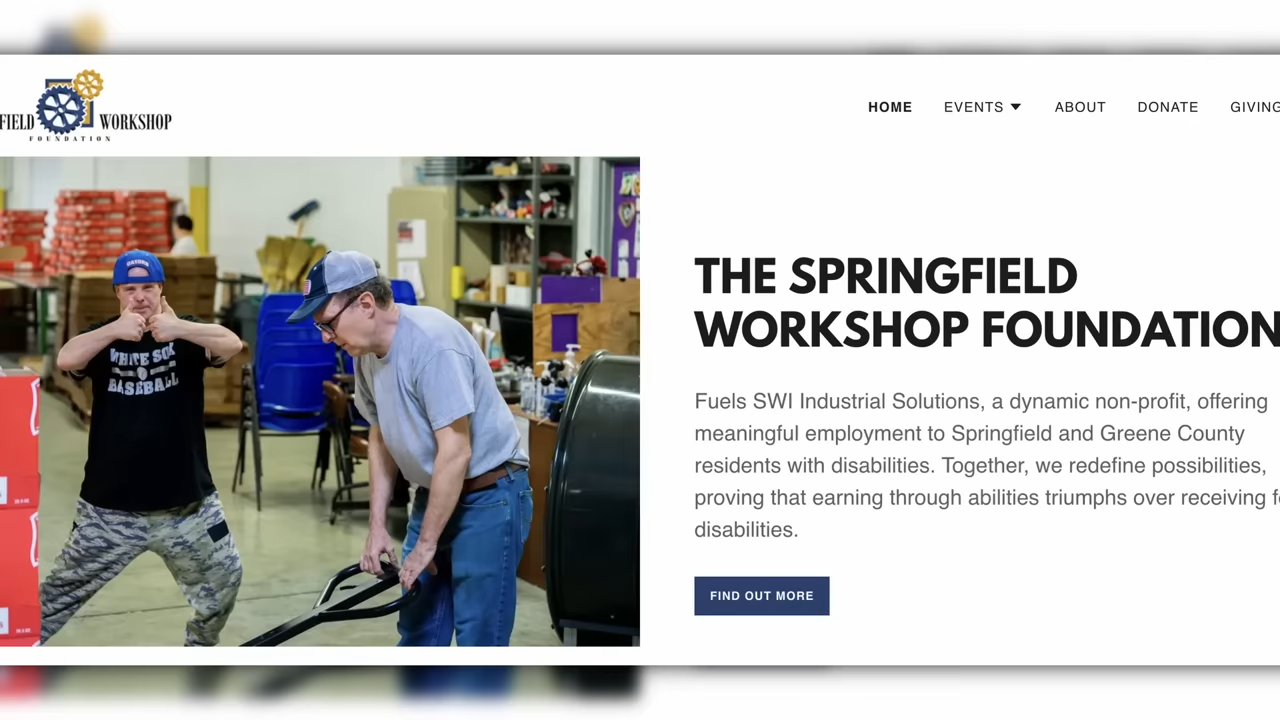 FIELD WORKSHOP
FOUNDATION
HOME EVENTS ABOUT DONATE GIVING
WHITE SOX
BASEBALL
THE SPRINGFIELD
WORKSHOP FOUNDATION
Fuels SWI Industrial Solutions, a dynamic non-profit, offering
meaningful employment to Springfield and Greene County
residents with disabilities. Together, we redefine possibilities,
proving that earning through abilities triumphs over receiving f
disabilities.
FIND OUT MORE